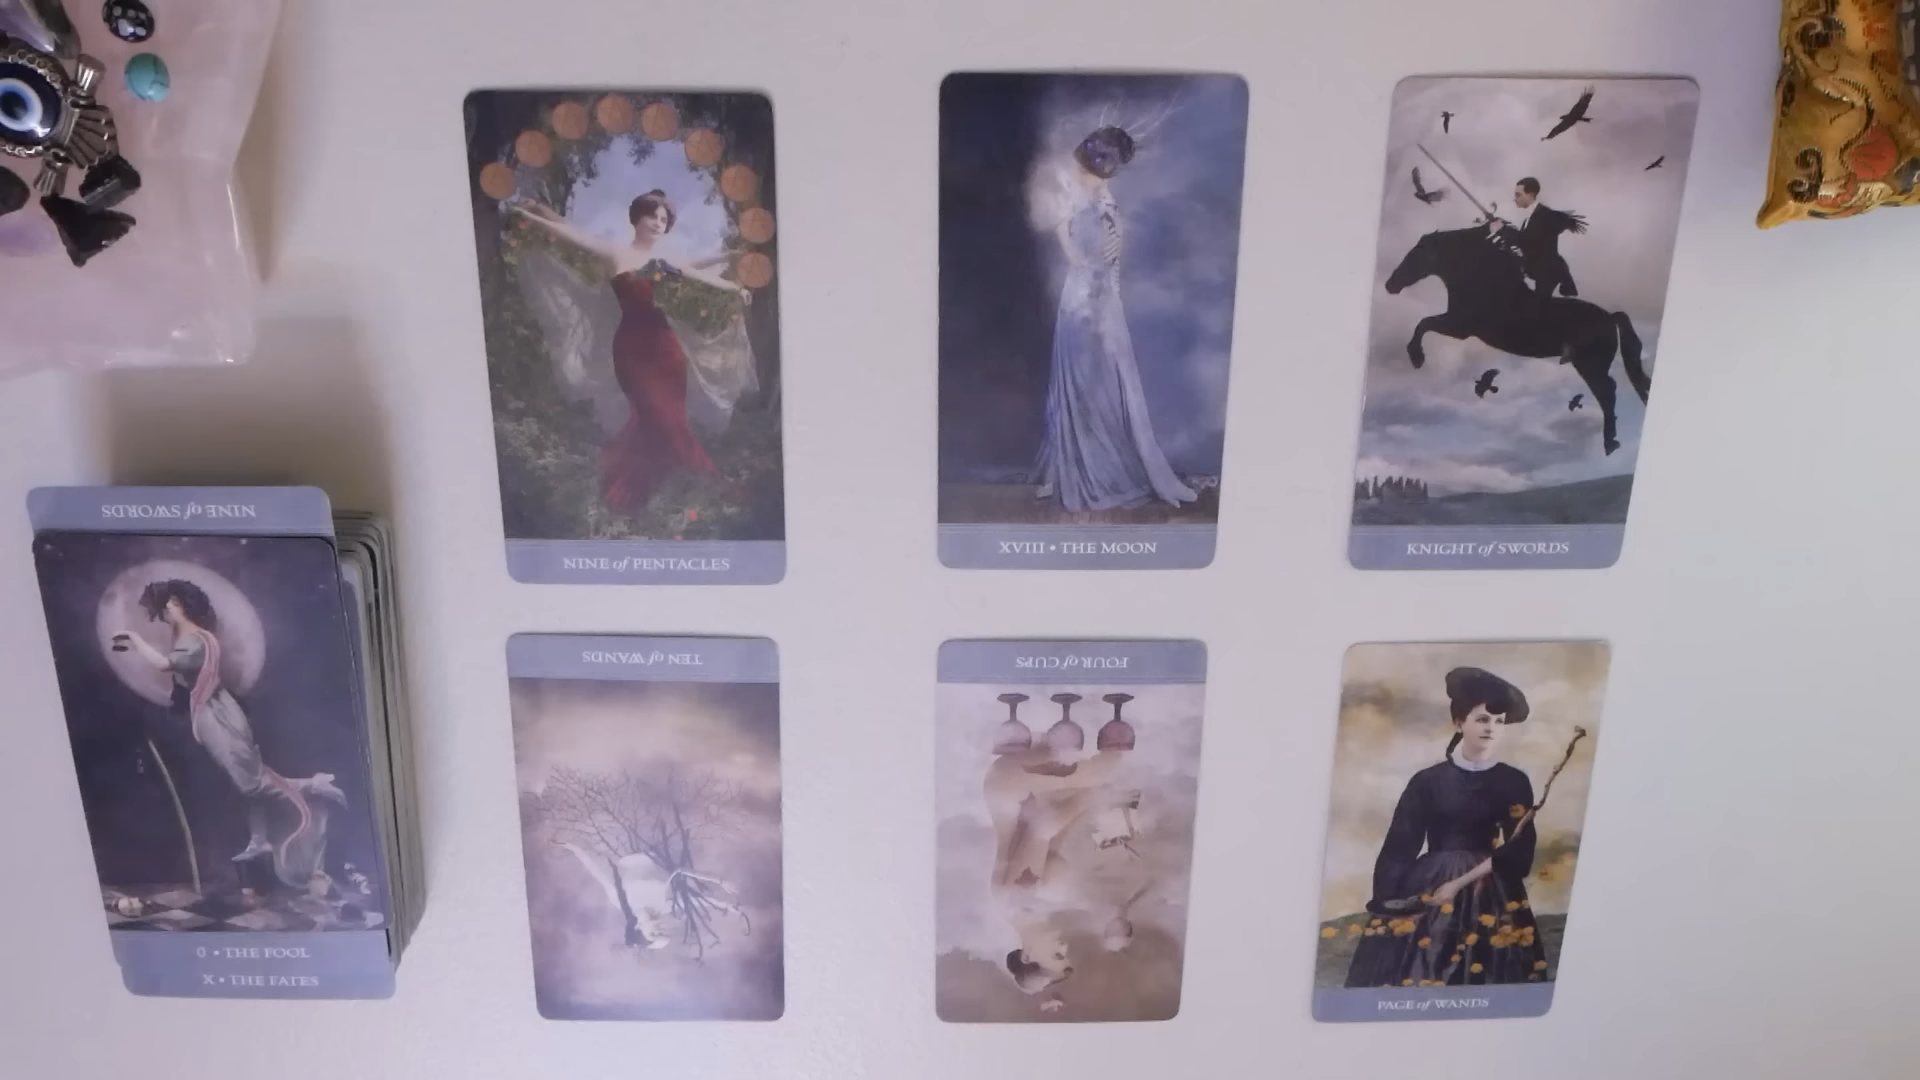 NINE of PENTACLES
XVIII • THE MOON
KNIGHT of SWORDS
NINE of SWORDS
0 • THE FOOL
X • THE FATES
TEN of WANDS
FOUR of CUPS
PAGE of WANDS